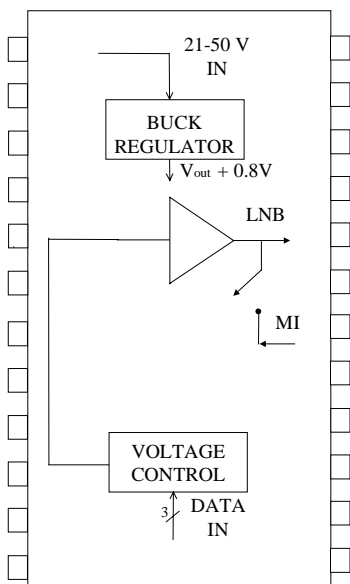 21-50 V
IN
BUCK
REGULATOR
Vout + 0.8V
LNB
MI
VOLTAGE
CONTROL
3
DATA
IN